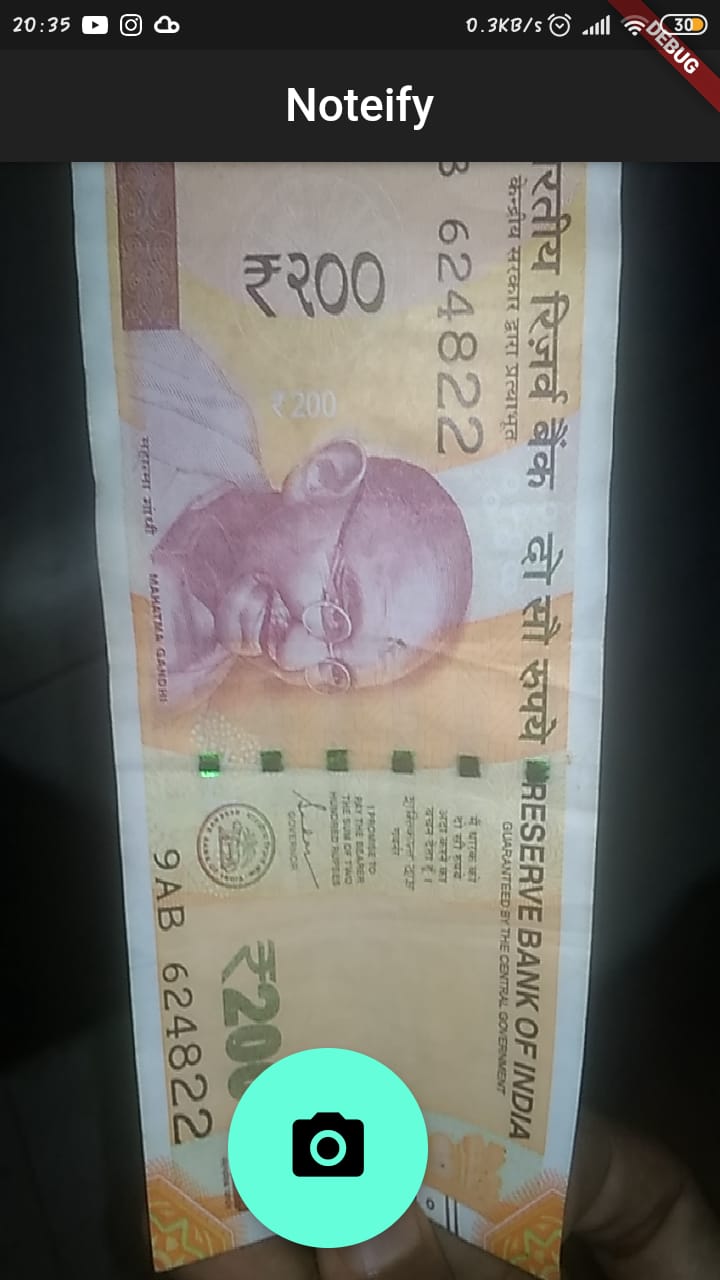 20:35
0.3KB/s
30
DEBUG
Noteify
रतीय रिज़र्व बैंक
केन्द्रीय सरकार द्वारा प्रत्याभूत
दो सौ रुपये
RESERVE BANK OF INDIA
GUARANTEED BY THE CENTRAL GOVERNMENT
B 624822
₹२००
₹200
महात्मा गांधी
MAHATMA GANDHI
मैं धारक को
दो सौ रुपये
अदा करने का
वचन देता हूँ ।
I PROMISE TO
PAY THE BEARER
THE SUM OF TWO
HUNDRED RUPEES
GOVERNOR
₹200
9AB 624822